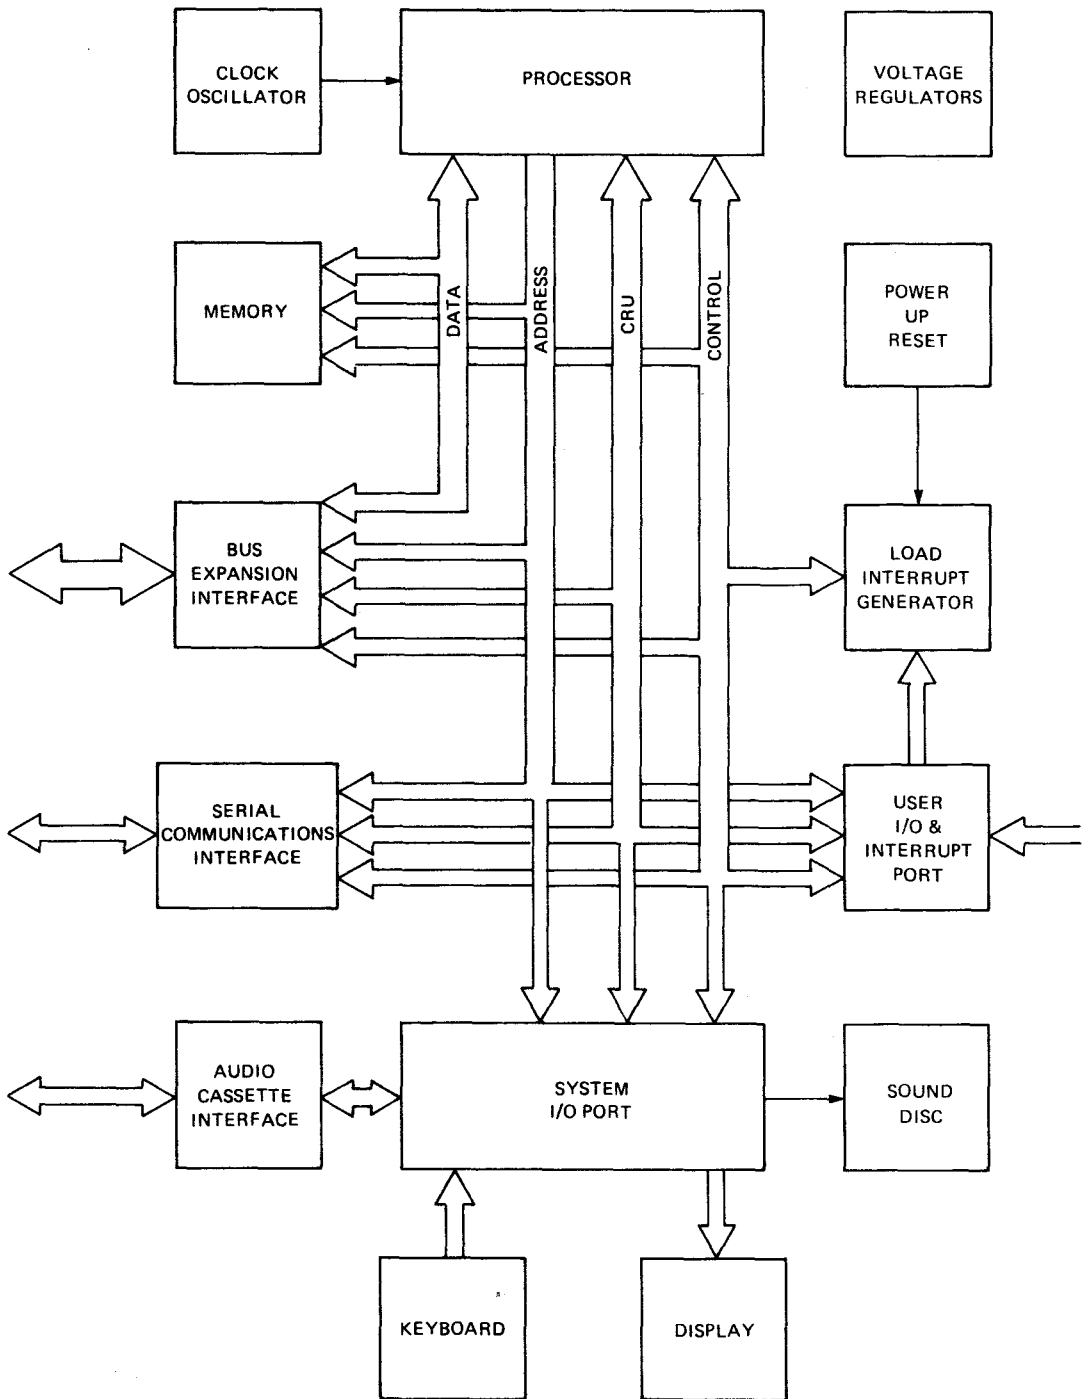 CLOCK
OSCILLATOR
PROCESSOR
VOLTAGE
REGULATORS
MEMORY
DATA
ADDRESS
CRU
CONTROL
POWER
UP
RESET
BUS
EXPANSION
INTERFACE
LOAD
INTERRUPT
GENERATOR
SERIAL
COMMUNICATIONS
INTERFACE
USER
I/O &
INTERRUPT
PORT
AUDIO
CASSETTE
INTERFACE
SYSTEM
I/O PORT
SOUND
DISC
KEYBOARD
DISPLAY